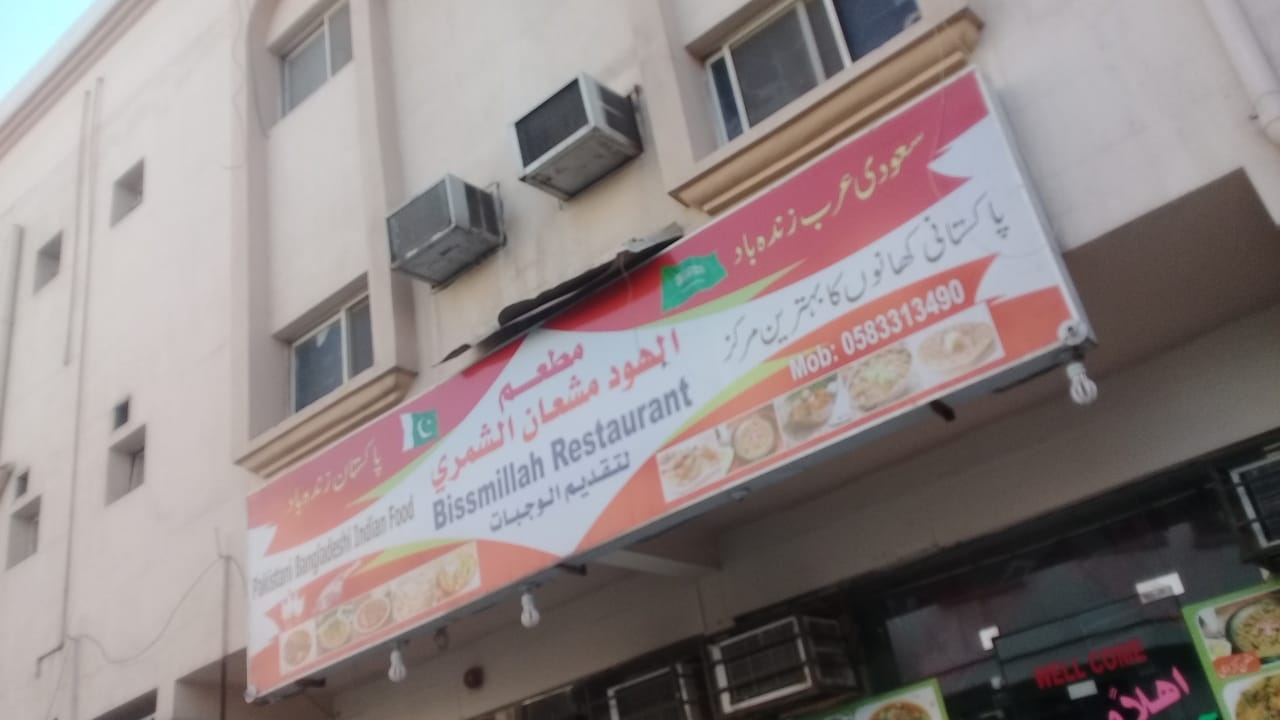 پاکستان زندہ باد
Pakistani Bangladeshi Indian Food
مطعم
الهود مشعان الشمري
Bissmillah Restaurant
لتقديم الوجبات
سعودی عرب زندہ باد
پاکستانی کھانوں کا بہترین مرکز
Mob: 0583313490
WELL COME
اهلاً